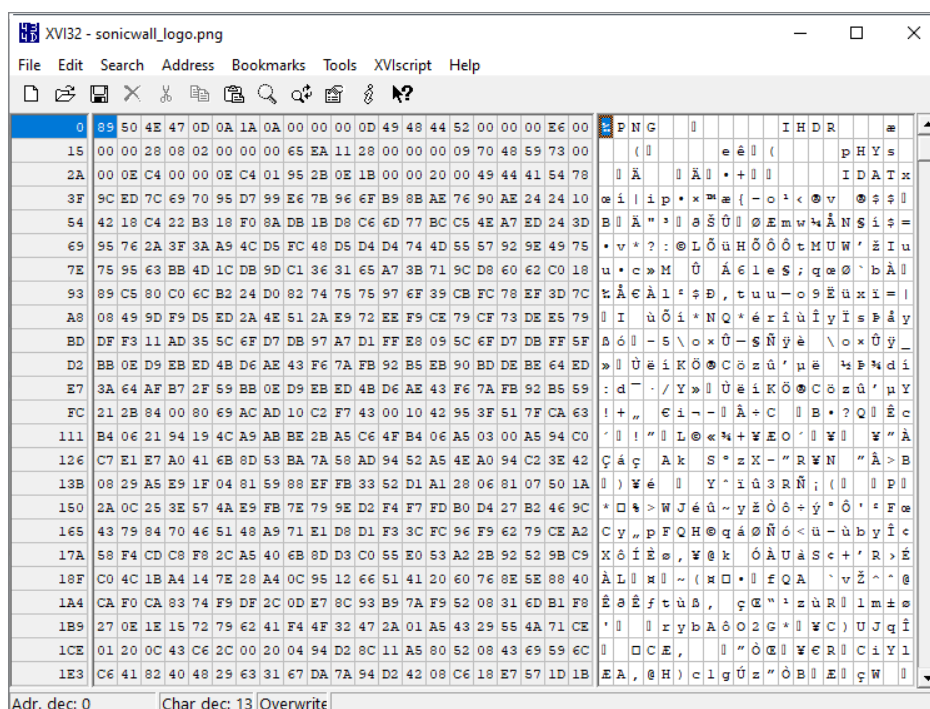 XVI32 - sonicwall_logo.png
File Edit Search Address Bookmarks Tools XVIscript Help
0 89 50 4E 47 0D 0A 1A 0A 00 00 00 0D 49 48 44 52 00 00 00 E6 00 ‰ P N G I H D R æ
15 00 00 28 08 02 00 00 00 65 EA 11 28 00 00 00 09 70 48 59 73 00 ( e ê ( p H Y s
2A 00 0E C4 00 00 0E C4 01 95 2B 0E 1B 00 00 20 00 49 44 41 54 78 Ä Ä • + I D A T x
3F 9C ED 7C 69 70 95 D7 99 E6 7B 96 6F B9 8B AE 76 90 AE 24 24 10 œ í | i p • × ™ æ { – o ¹ ‹ ® v ® $ $
54 42 18 C4 22 B3 18 F0 8A DB 1B D8 C6 6D 77 BC C5 4E A7 ED 24 3D B Ä " ³ ð Š Û Ø Æ m w ¼ Å N § í $ =
69 95 76 2A 3F 3A A9 4C D5 FC 48 D5 D4 D4 74 4D 55 57 92 9E 49 75 • v * ? : © L Õ ü H Õ Ô Ô t M U W ’ ž I u
7E 75 95 63 BB 4D 1C DB 9D C1 36 31 65 A7 3B 71 9C D8 60 62 C0 18 u • c » M Û Á 6 1 e § ; q œ Ø ` b À
93 89 C5 80 C0 6C B2 24 D0 82 74 75 75 97 6F 39 CB FC 78 EF 3D 7C ‰ Å € À l ² $ Ð ‚ t u u — o 9 Ë ü x ï = |
A8 08 49 9D F9 D5 ED 2A 4E 51 2A E9 72 EE F9 CE 79 CF 73 DE E5 79 I ù Õ í * N Q * é r î ù Î y Ï s Þ å y
BD DF F3 11 AD 35 5C 6F D7 DB 97 A7 D1 FF E8 09 5C 6F D7 DB FF 5F ß ó - 5 \ o × Û — § Ñ ÿ è \ o × Û ÿ _
D2 BB 0E D9 EB ED 4B D6 AE 43 F6 7A FB 92 B5 EB 90 BD DE BE 64 ED » Ù ë í K Ö ® C ö z û ’ µ ë ½ Þ ¾ d í
E7 3A 64 AF B7 2F 59 BB 0E D9 EB ED 4B D6 AE 43 F6 7A FB 92 B5 59 : d ¯ · / Y » Ù ë í K Ö ® C ö z û ’ µ Y
FC 21 2B 84 00 80 69 AC AD 10 C2 F7 43 00 10 42 95 3F 51 7F CA 63 ! + „ € i ¬ - Â ÷ C B • ? Q Ê c
111 B4 06 21 94 19 4C A9 AB BE 2B A5 C6 4F B4 06 A5 03 00 A5 94 C0 ´ ! ” L © « ¾ + ¥ Æ O ´ ¥ ¥ ” À
126 C7 E1 E7 A0 41 6B 8D 53 BA 7A 58 AD 94 52 A5 4E A0 94 C2 3E 42 Ç á ç A k S º z X - ” R ¥ N ” Â > B
13B 08 29 A5 E9 1F 04 81 59 88 EF FB 33 52 D1 A1 28 06 81 07 50 1A ) ¥ é Y ˆ ï û 3 R Ñ ¡ ( P
150 2A 0C 25 3E 57 4A E9 FB 7E 79 9E D2 F4 F7 FD B0 D4 27 B2 46 9C * % > W J é û ~ y ž Ò ô ÷ ý ° Ô ' ² F œ
165 43 79 84 70 46 51 48 A9 71 E1 D8 D1 F3 3C FC 96 F9 62 79 CE A2 C y „ p F Q H © q á Ø Ñ ó < ü – ù b y Î ¢
17A 58 F4 CD C8 F8 2C A5 40 6B 8D D3 C0 55 E0 53 A2 2B 92 52 9B C9 X ô Í È ø , ¥ @ k Ó À U à S ¢ + ’ R › É
18F C0 4C 1B A4 14 7E 28 A4 0C 95 12 66 51 41 20 60 76 8E 5E 88 40 À L ¤ ~ ( ¤ • f Q A ` v Ž ^ ˆ @
1A4 CA F0 CA 83 74 F9 DF 2C 0D E7 8C 93 B9 7A F9 52 08 31 6D B1 F8 Ê ð Ê ƒ t ù ß , ç Œ “ ¹ z ù R 1 m ± ø
1B9 27 0E 1E 15 72 79 62 41 F4 4F 32 47 2A 01 A5 43 29 55 4A 71 CE ' r y b A ô O 2 G * ¥ C ) U J q Î
1CE 01 20 0C 43 C6 2C 00 20 04 94 D2 8C 11 A5 80 52 08 43 69 59 6C C Æ , ” Ò Œ ¥ € R C i Y l
1E3 C6 41 82 40 48 29 63 31 67 DA 7A 94 D2 42 08 C6 18 E7 57 1D 1B Æ A ‚ @ H ) c 1 g Ú z ” Ò B Æ ç W
Adr. dec: 0 Char dec: 13 Overwrite